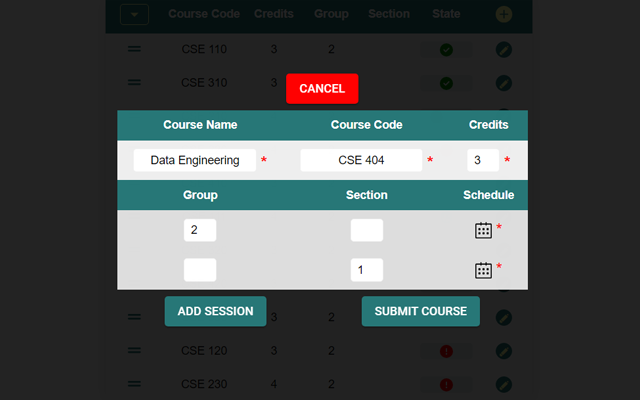 Course Code Credits Group Section State
CSE 110 3 2
CSE 310 3
CANCEL
Course Name Course Code Credits
Data Engineering * CSE 404 * 3 *
Group Section Schedule
2 *
1 *
ADD SESSION SUBMIT COURSE
3 2
CSE 120 3 2
CSE 230 4 2